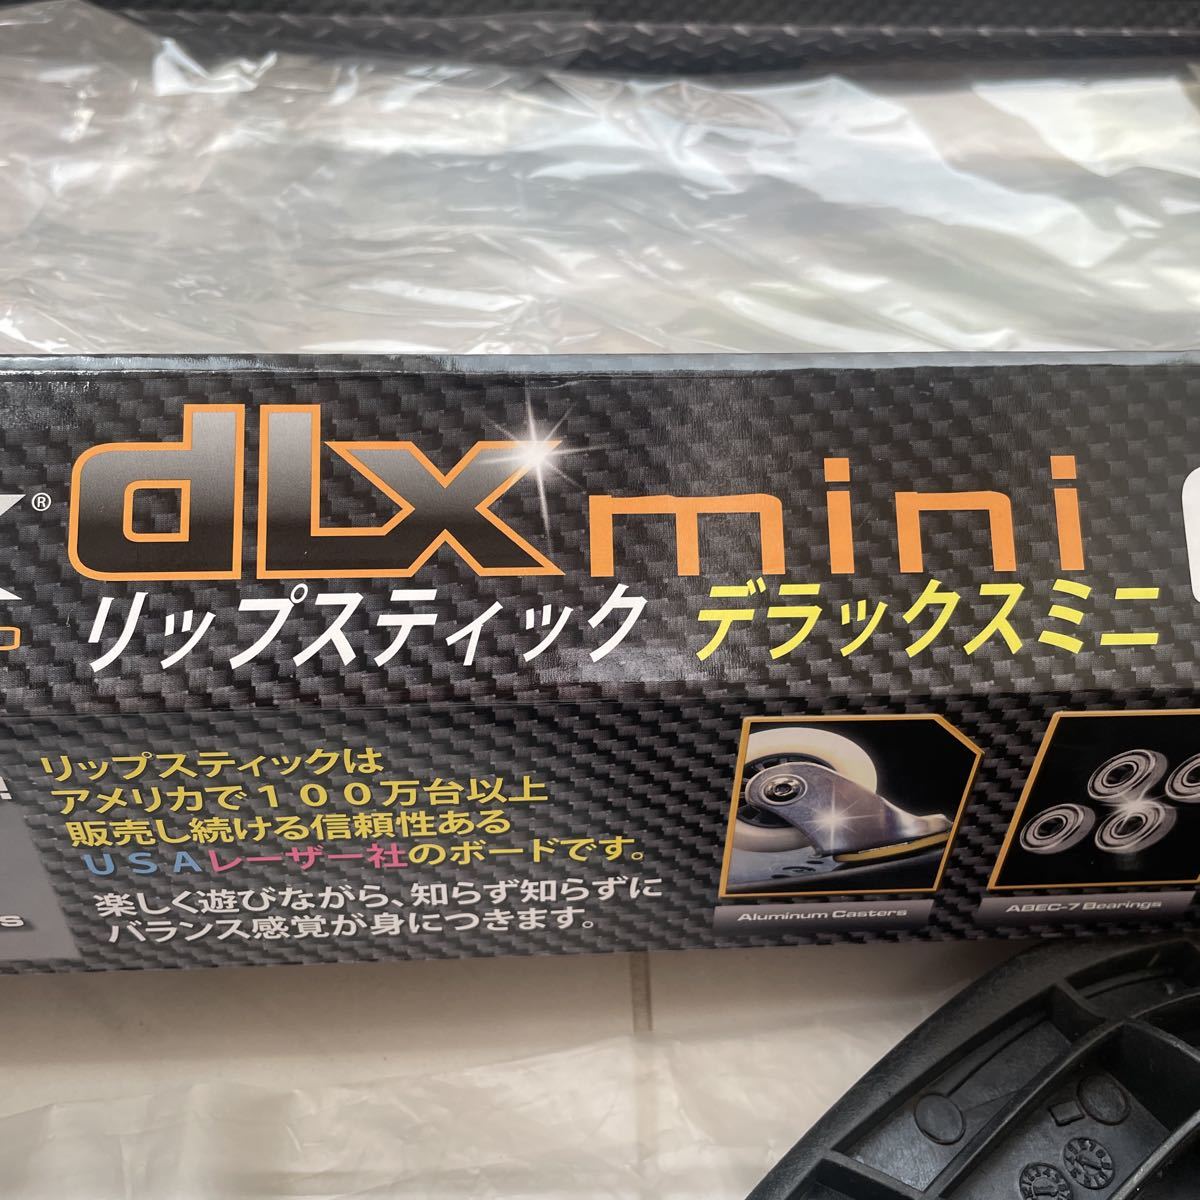 ® dLx mini
リップスティック デラックスミニ
リップスティックは
アメリカで100万台以上
販売し続ける信頼性ある
USAレーザー社のボードです。
楽しく遊びながら、知らず知らずに
バランス感覚が身につきます。
Aluminum Casters
ABEC-7 Bearings